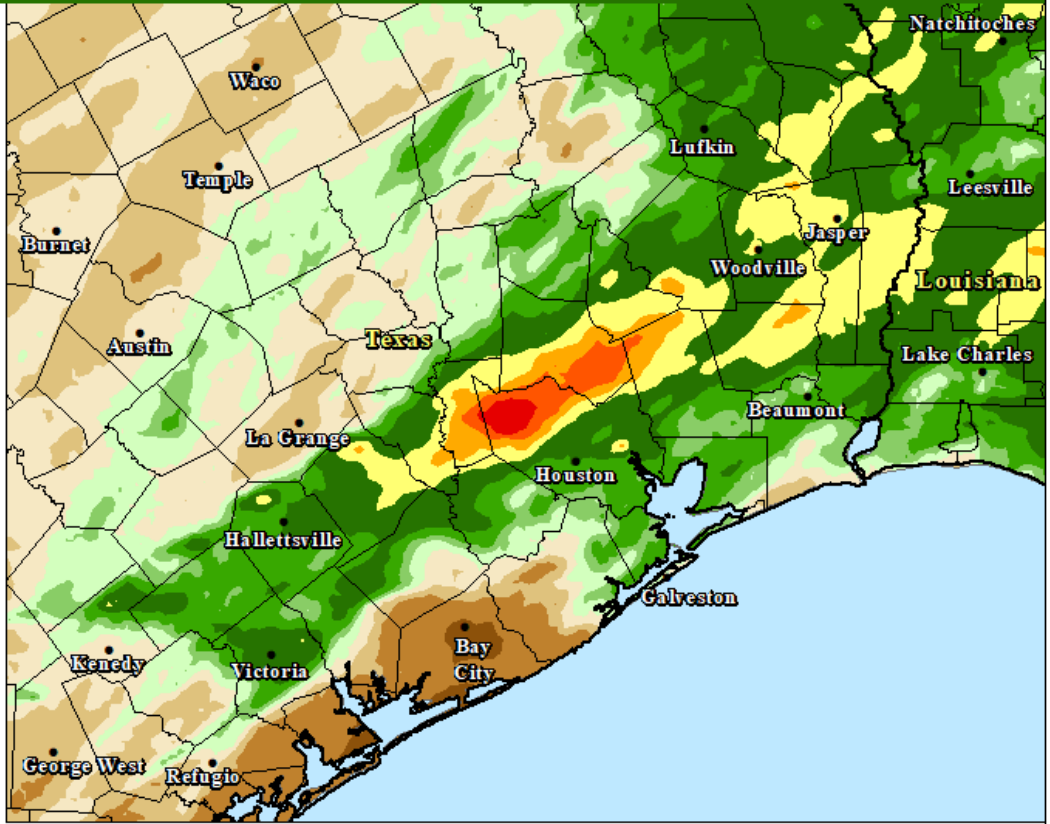 Natchitoches
Waco
Lufkin
Temple
Leesville
Burnet
Jasper
Woodville
Louisiana
Texas
Austin
Lake Charles
Beaumont
La Grange
Houston
Hallettsville
Galveston
Bay
City
Kenedy
Victoria
George West
Refugio